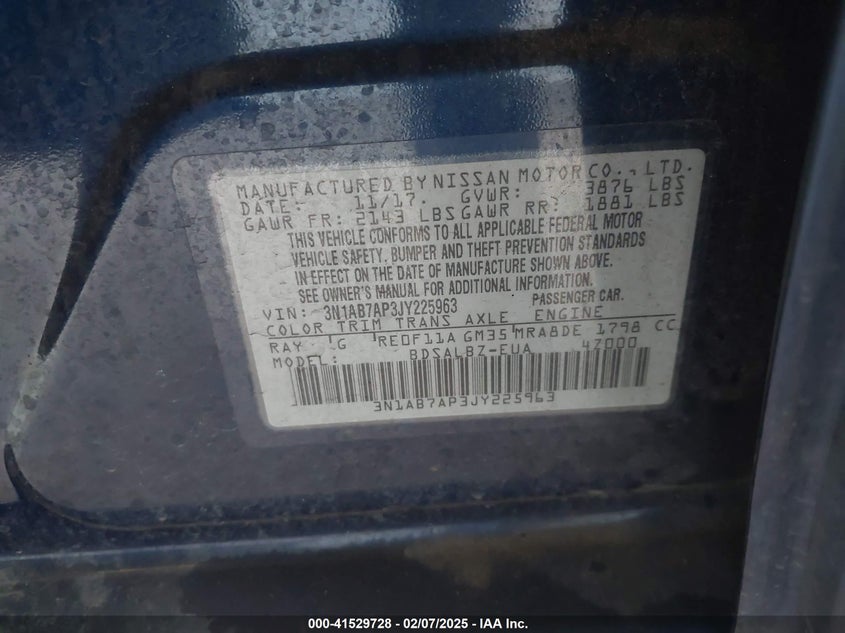 MANUFACTURED BY NISSAN MOTOR CO., LTD.
DATE: 11/17. GVWR: 3876 LBS
GAWR FR: 2143 LBS GAWR RR: 1881 LBS
THIS VEHICLE CONFORMS TO ALL APPLICABLE FEDERAL MOTOR
VEHICLE SAFETY, BUMPER AND THEFT PREVENTION STANDARDS
IN EFFECT ON THE DATE OF MANUFACTURE SHOWN ABOVE.
SEE OWNER'S MANUAL FOR ADDITIONAL INFORMATION.
VIN: 3N1AB7AP3JY225963 PASSENGER CAR.
COLOR TRIM TRANS AXLE ENGINE
RAY G RE0F11A GM35 MRA8DE 1798 CC
MODEL: BDSALBZ-EUA 47000
3N1AB7AP3JY225963
000-41529728 — 02/07/2025 — IAA Inc.